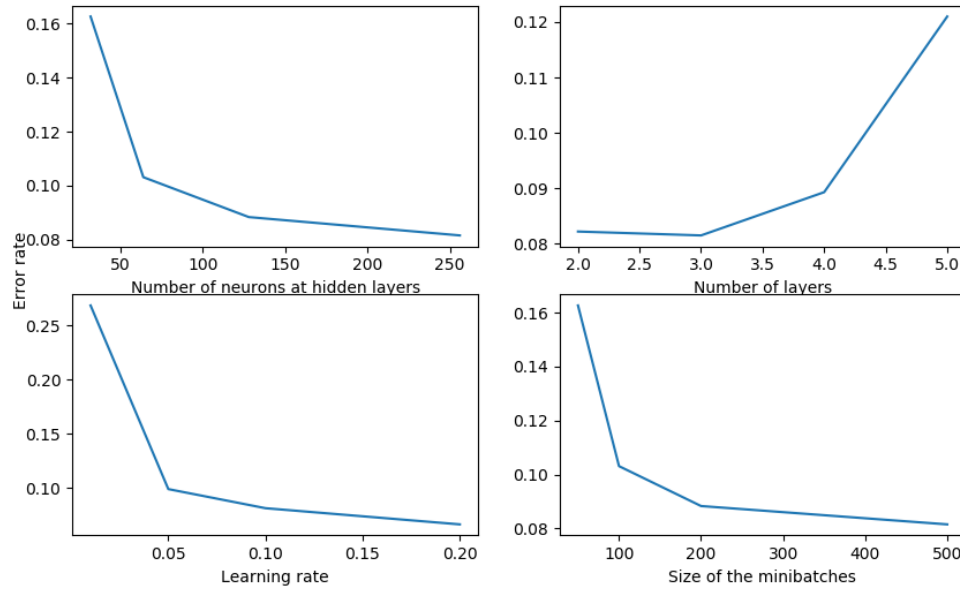 Error rate
0.16
0.14
0.12
0.10
0.08
50 100 150 200 250
Number of neurons at hidden layers
0.12
0.11
0.10
0.09
0.08
2.0 2.5 3.0 3.5 4.0 4.5 5.0
Number of layers
0.25
0.20
0.15
0.10
0.05 0.10 0.15 0.20
Learning rate
0.16
0.14
0.12
0.10
0.08
100 200 300 400 500
Size of the minibatches